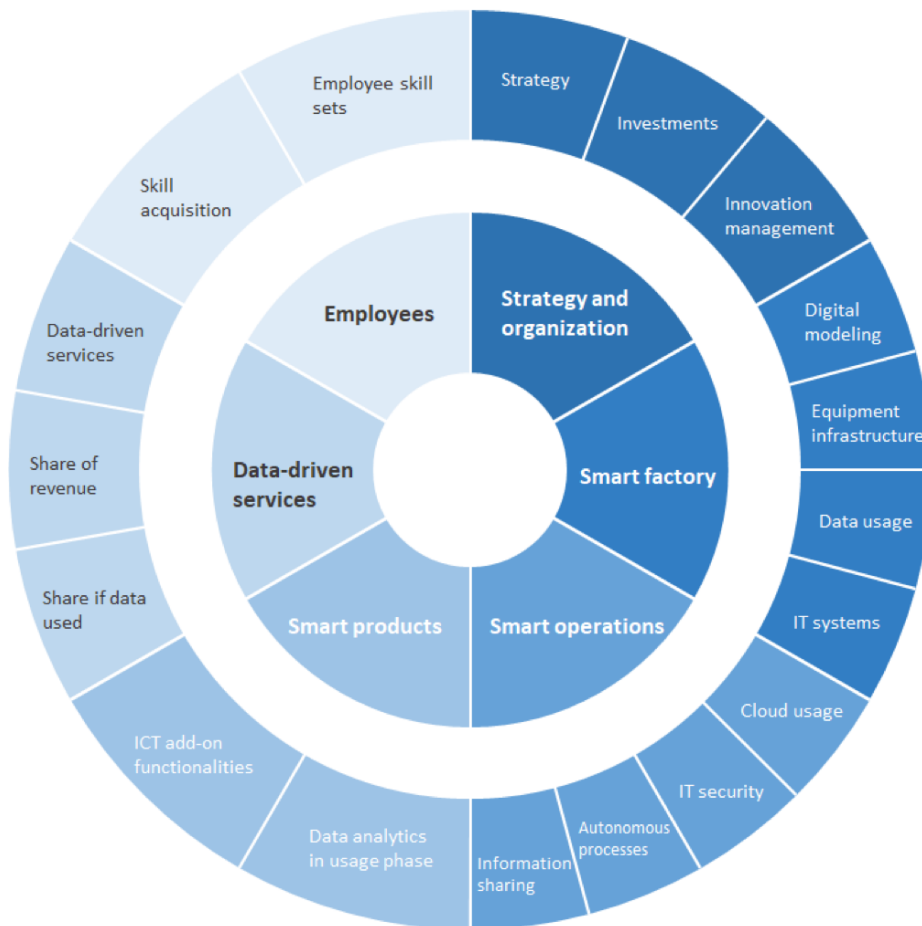 Strategy
Investments
Innovation
management
Digital
modeling
Equipment
infrastructure
Data usage
IT systems
Cloud usage
IT security
Autonomous
processes
Information
sharing
Data analytics
in usage phase
ICT add-on
functionalities
Share if data
used
Share of
revenue
Data-driven
services
Skill
acquisition
Employee skill
sets
Strategy and
organization
Smart factory
Smart operations
Smart products
Data-driven
services
Employees